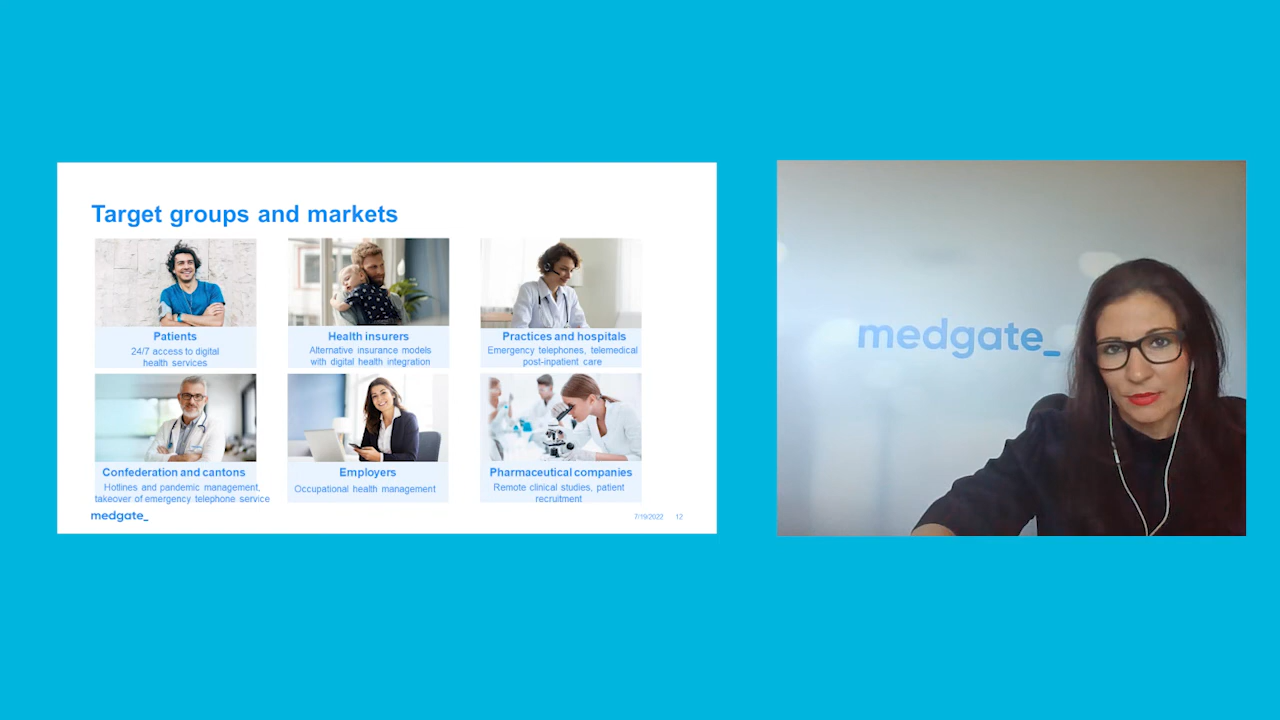 Target groups and markets
Patients
24/7 access to digital
health services
Health insurers
Alternative insurance models
with digital health integration
Practices and hospitals
Emergency telephones, telemedical
post-inpatient care
Confederation and cantons
Hotlines and pandemic management,
takeover of emergency telephone service
Employers
Occupational health management
Pharmaceutical companies
Remote clinical studies, patient
recruitment
medgate_
7/19/2022 12
medgate_